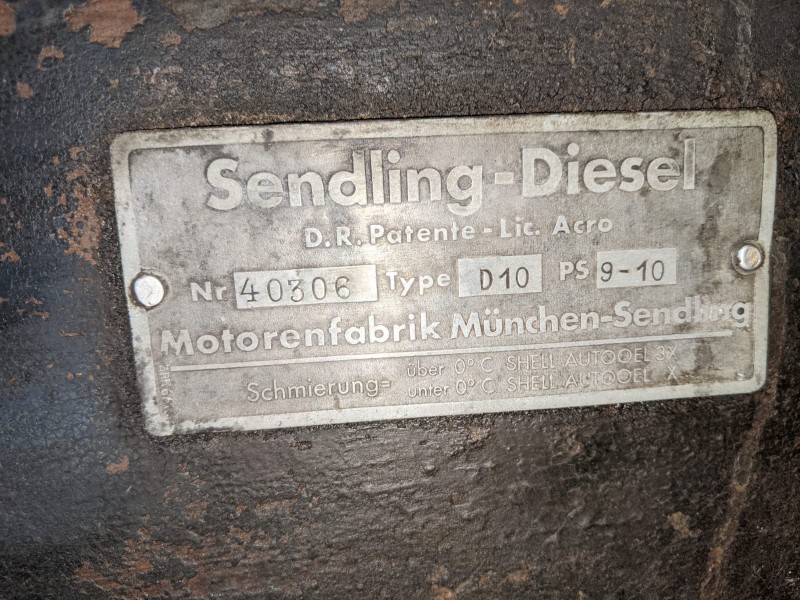 Sendling-Diesel
D.R. Patente - Lic. Acro
Nr 40306 Type D10 PS 9-10
Motorenfabrik München-Sendling
Schmierung= über 0°C SHELL AUTOOEL 3X
unter 0°C SHELL AUTOOEL X